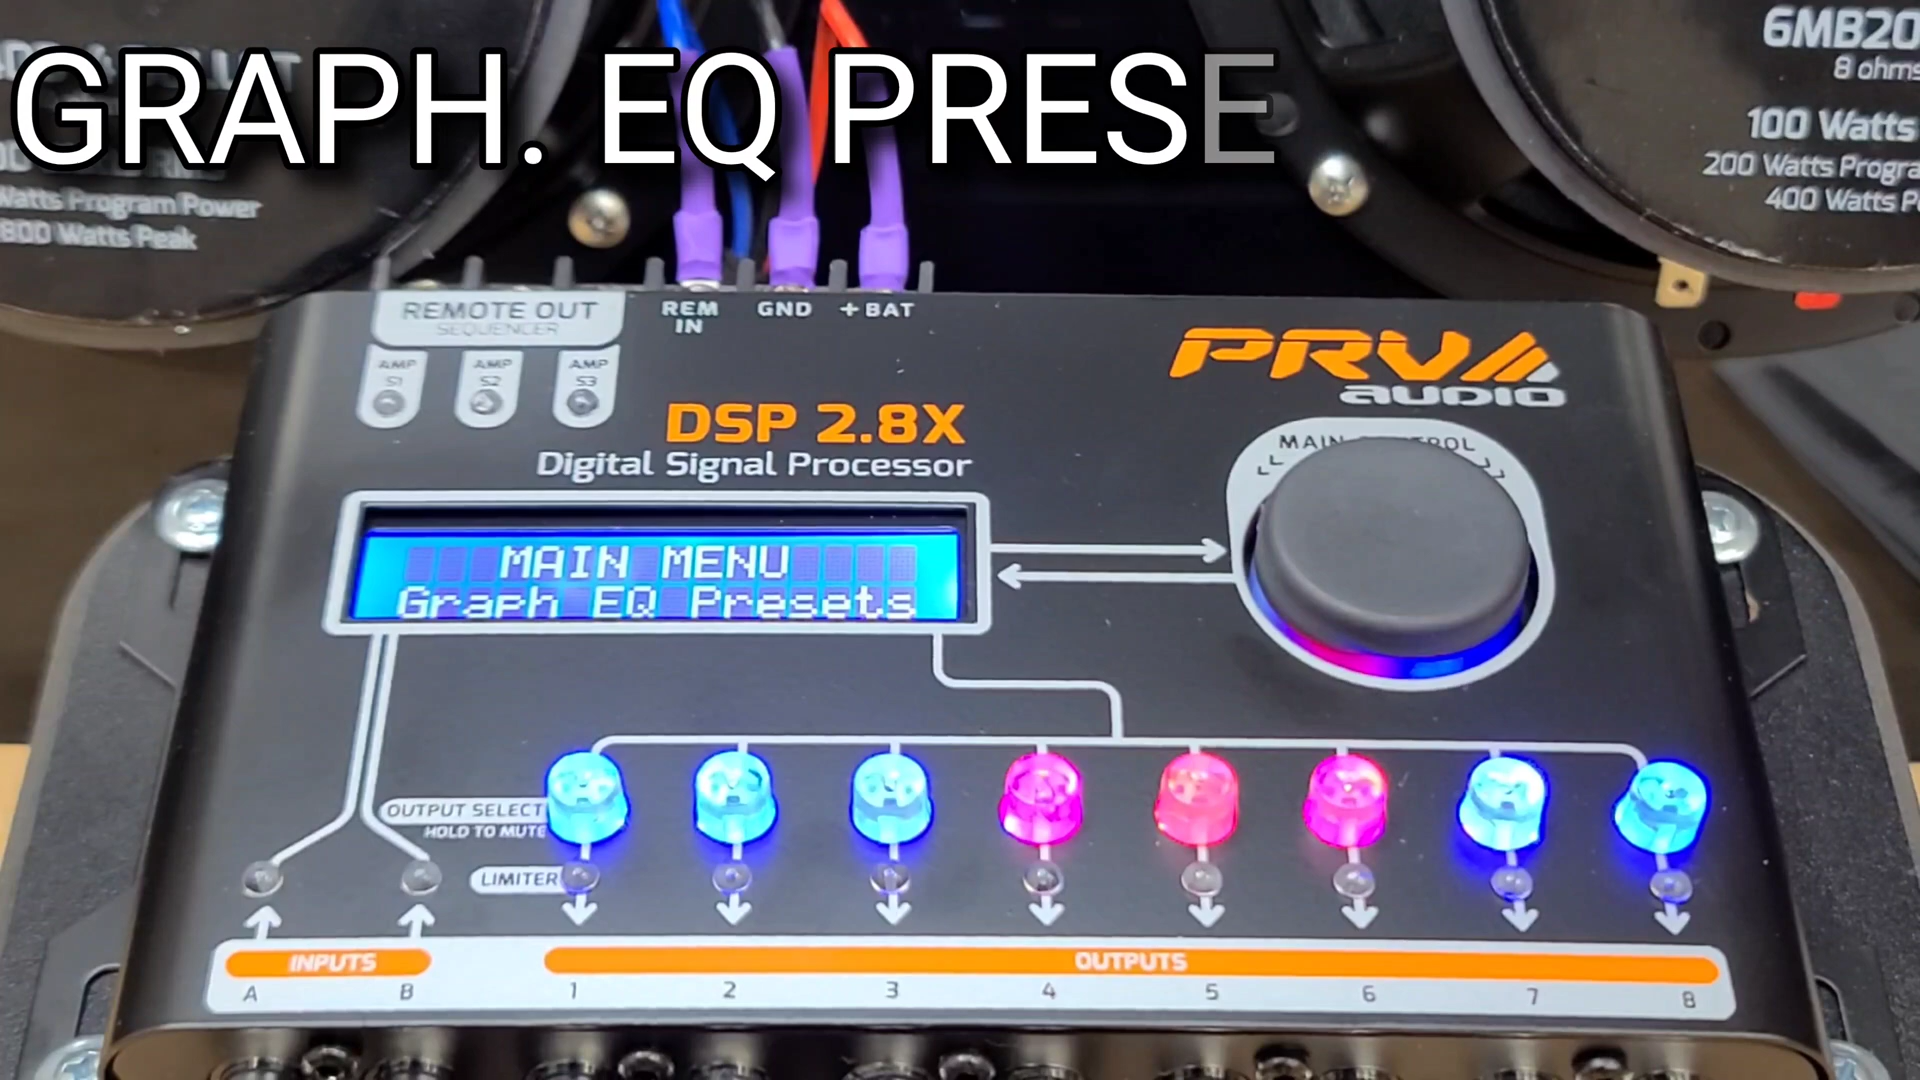 GRAPH. EQ PRESE
Watts Program Power
800 Watts Peak
6MB20
8 ohms
100 Watts
200 Watts Progra
400 Watts P
REMOTE OUT
SEQUENCER
AMP S1
AMP S2
AMP S3
REM IN
GND
+BAT
PRV
audio
DSP 2.8X
Digital Signal Processor
MAIN CONTROL
MAIN MENU
Graph EQ Presets
OUTPUT SELECT
HOLD TO MUTE
LIMITER
INPUTS
OUTPUTS
A B 1 2 3 4 5 6 7 8